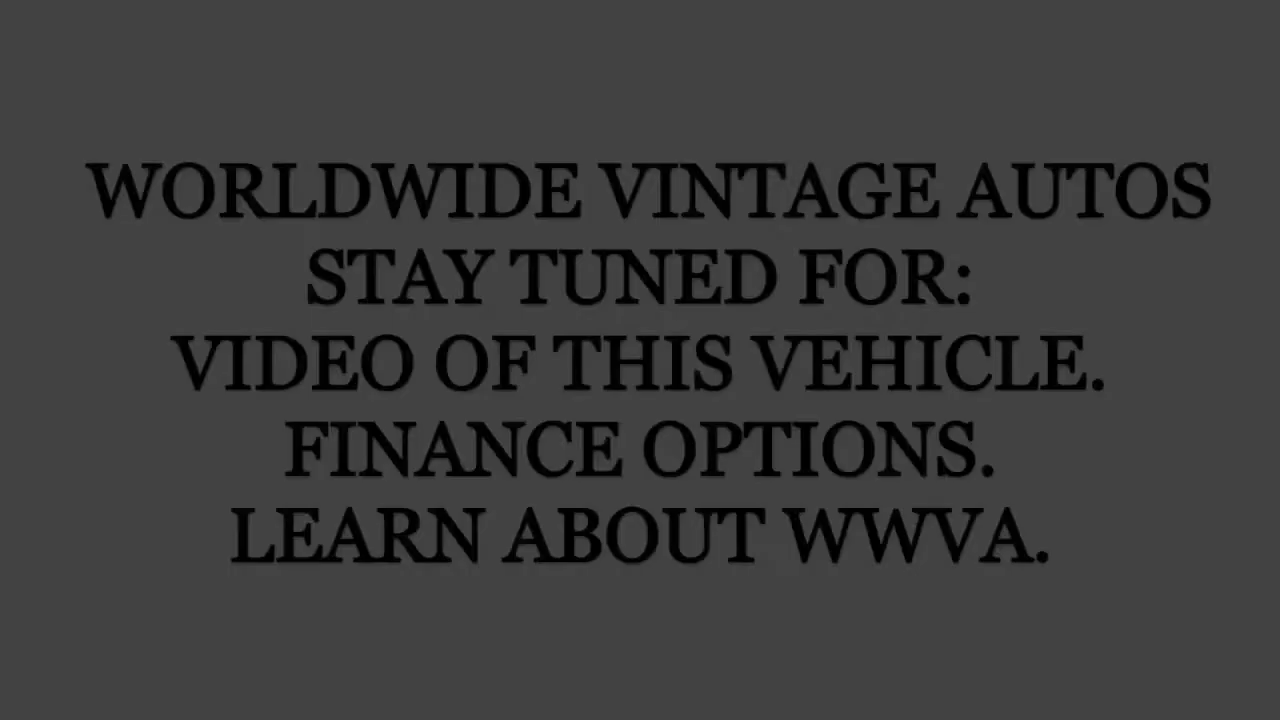 WORLDWIDE VINTAGE AUTOS
STAY TUNED FOR:
VIDEO OF THIS VEHICLE.
FINANCE OPTIONS.
LEARN ABOUT WWVA.